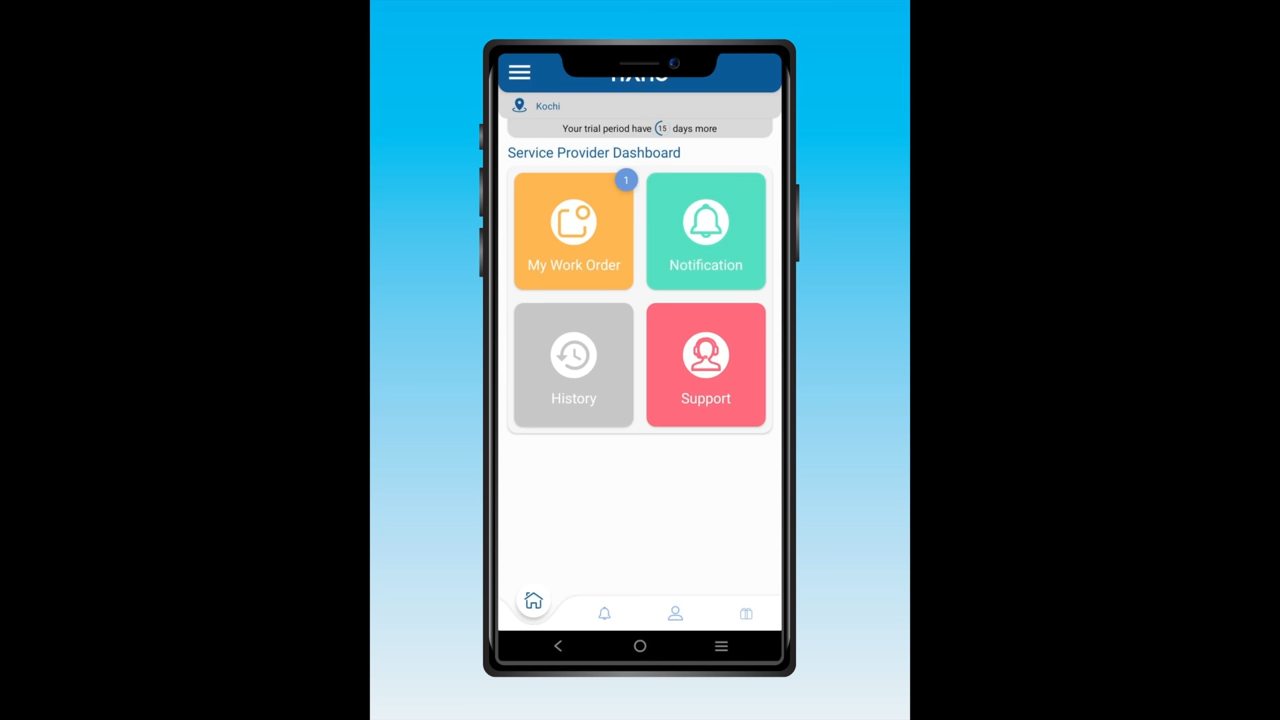 Kochi
Your trial period have 15 days more
Service Provider Dashboard
1
My Work Order
Notification
History
Support